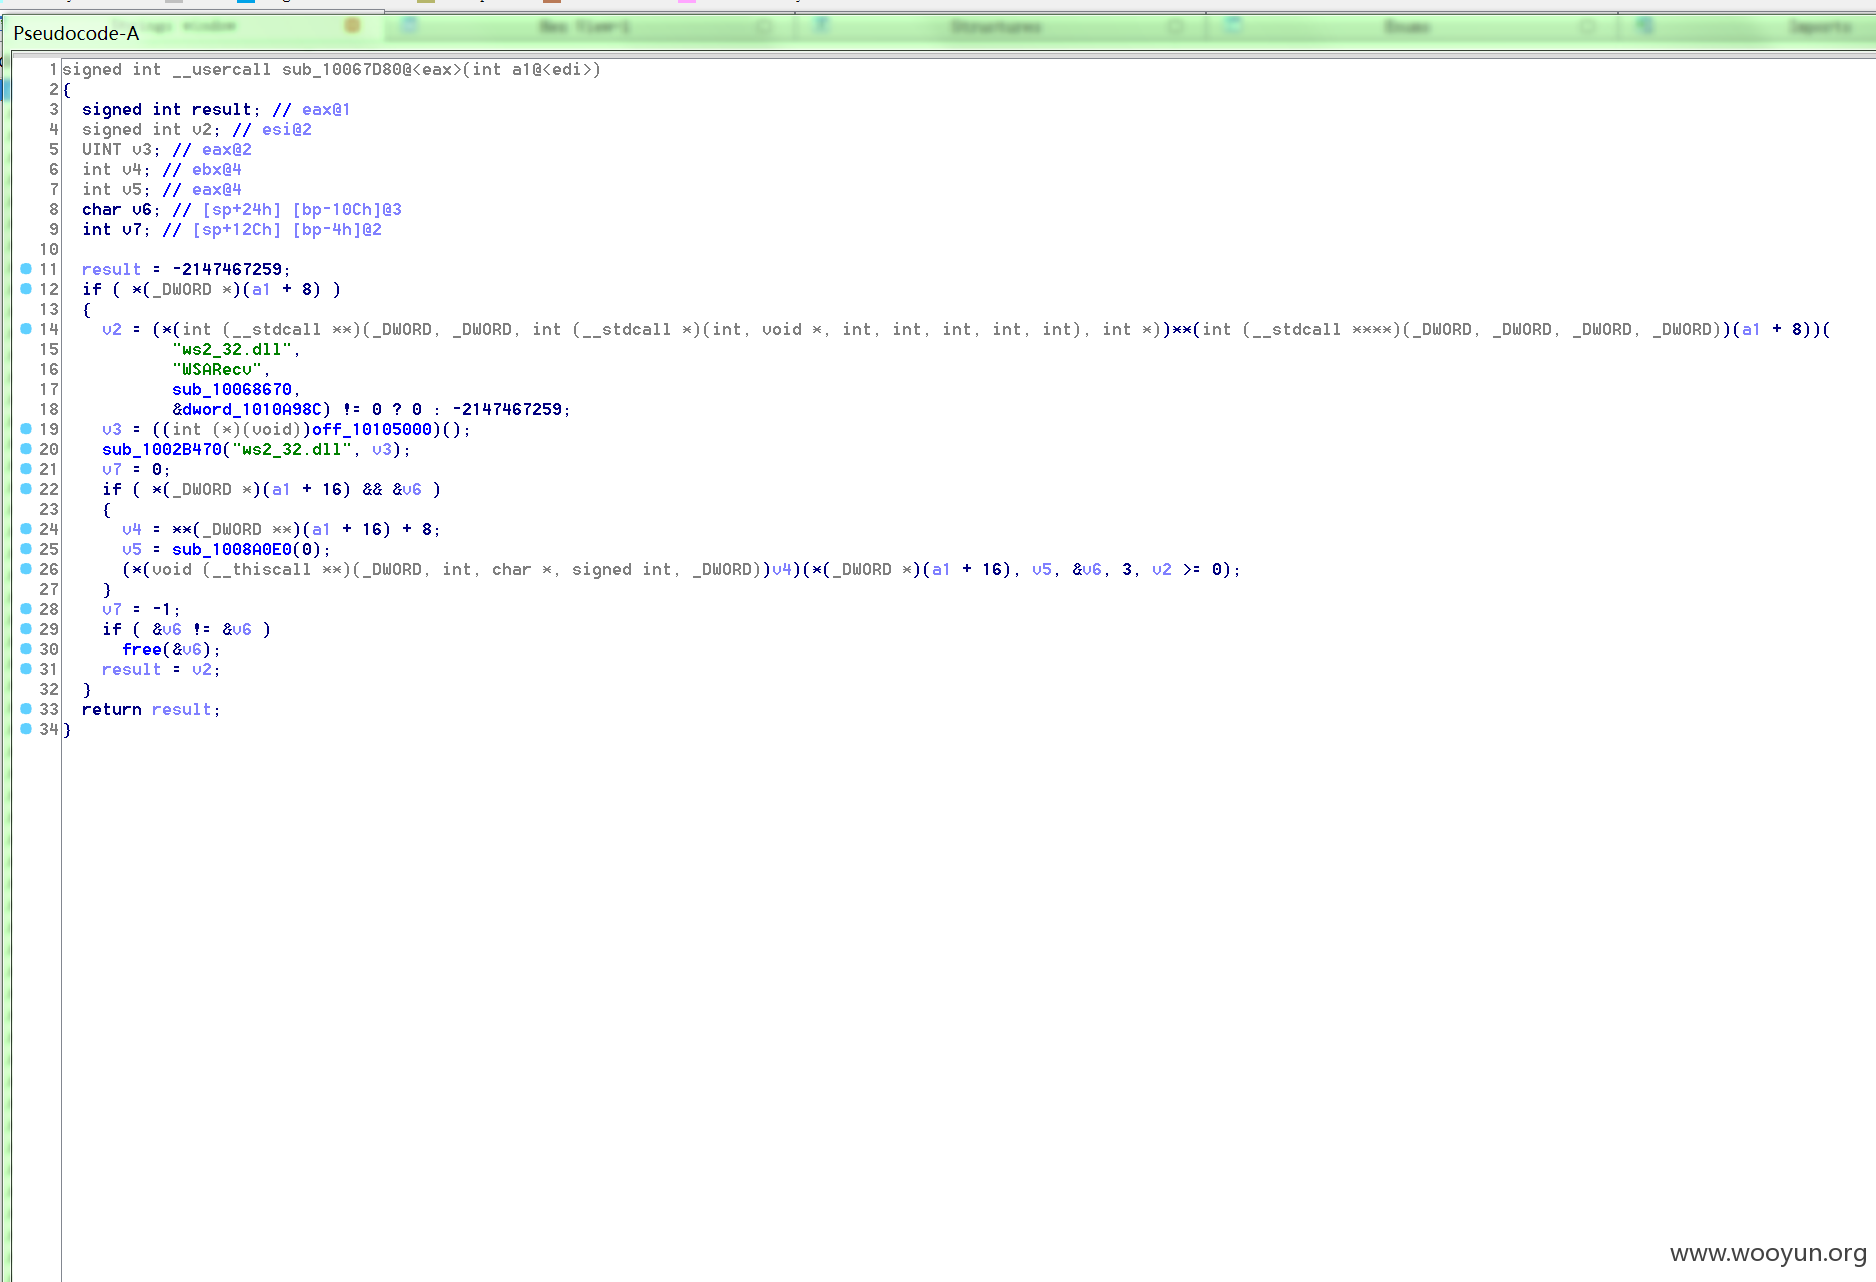 Pseudocode-A
Structures
Enums
Imports
1 signed int __usercall sub_10067D80@<eax>(int a1@<edi>)
2 {
3 signed int result; // eax@1
4 signed int v2; // esi@2
5 UINT v3; // eax@2
6 int v4; // ebx@4
7 int v5; // eax@4
8 char v6; // [sp+24h] [bp-10Ch]@3
9 int v7; // [sp+12Ch] [bp-4h]@2
10
11 result = -2147467259;
12 if ( *(_DWORD *)(a1 + 8) )
13 {
14 v2 = (*(int (__stdcall **)(_DWORD, _DWORD, int (__stdcall *)(int, void *, int, int, int, int, int), int *))**(int (__stdcall ****)(_DWORD, _DWORD, _DWORD, _DWORD))(a1 + 8))(
15 "ws2_32.dll",
16 "WSARecv",
17 sub_10068670,
18 &dword_1010A98C) != 0 ? 0 : -2147467259;
19 v3 = ((int (*)(void))off_10105000)();
20 sub_1002B470("ws2_32.dll", v3);
21 v7 = 0;
22 if ( *(_DWORD *)(a1 + 16) && &v6 )
23 {
24 v4 = **(_DWORD **)(a1 + 16) + 8;
25 v5 = sub_1008A0E0(0);
26 (*(void (__thiscall **)(_DWORD, int, char *, signed int, _DWORD))v4)(*(_DWORD *)(a1 + 16), v5, &v6, 3, v2 >= 0);
27 }
28 v7 = -1;
29 if ( &v6 != &v6 )
30 free(&v6);
31 result = v2;
32 }
33 return result;
34 }
www.wooyun.org